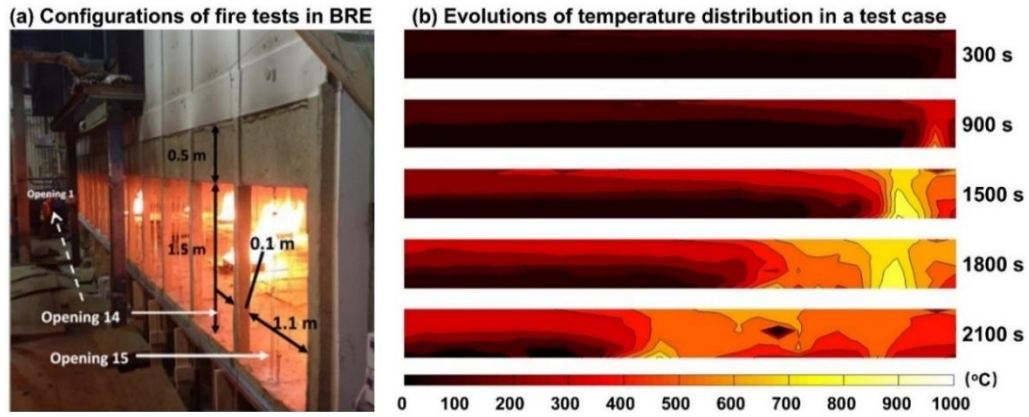 (a) Configurations of fire tests in BRE
0.5 m
Opening 1
1.5 m
0.1 m
Opening 14
1.1 m
Opening 15
(b) Evolutions of temperature distribution in a test case
300 s
900 s
1500 s
1800 s
2100 s
(°C)
0 100 200 300 400 500 600 700 800 900 1000